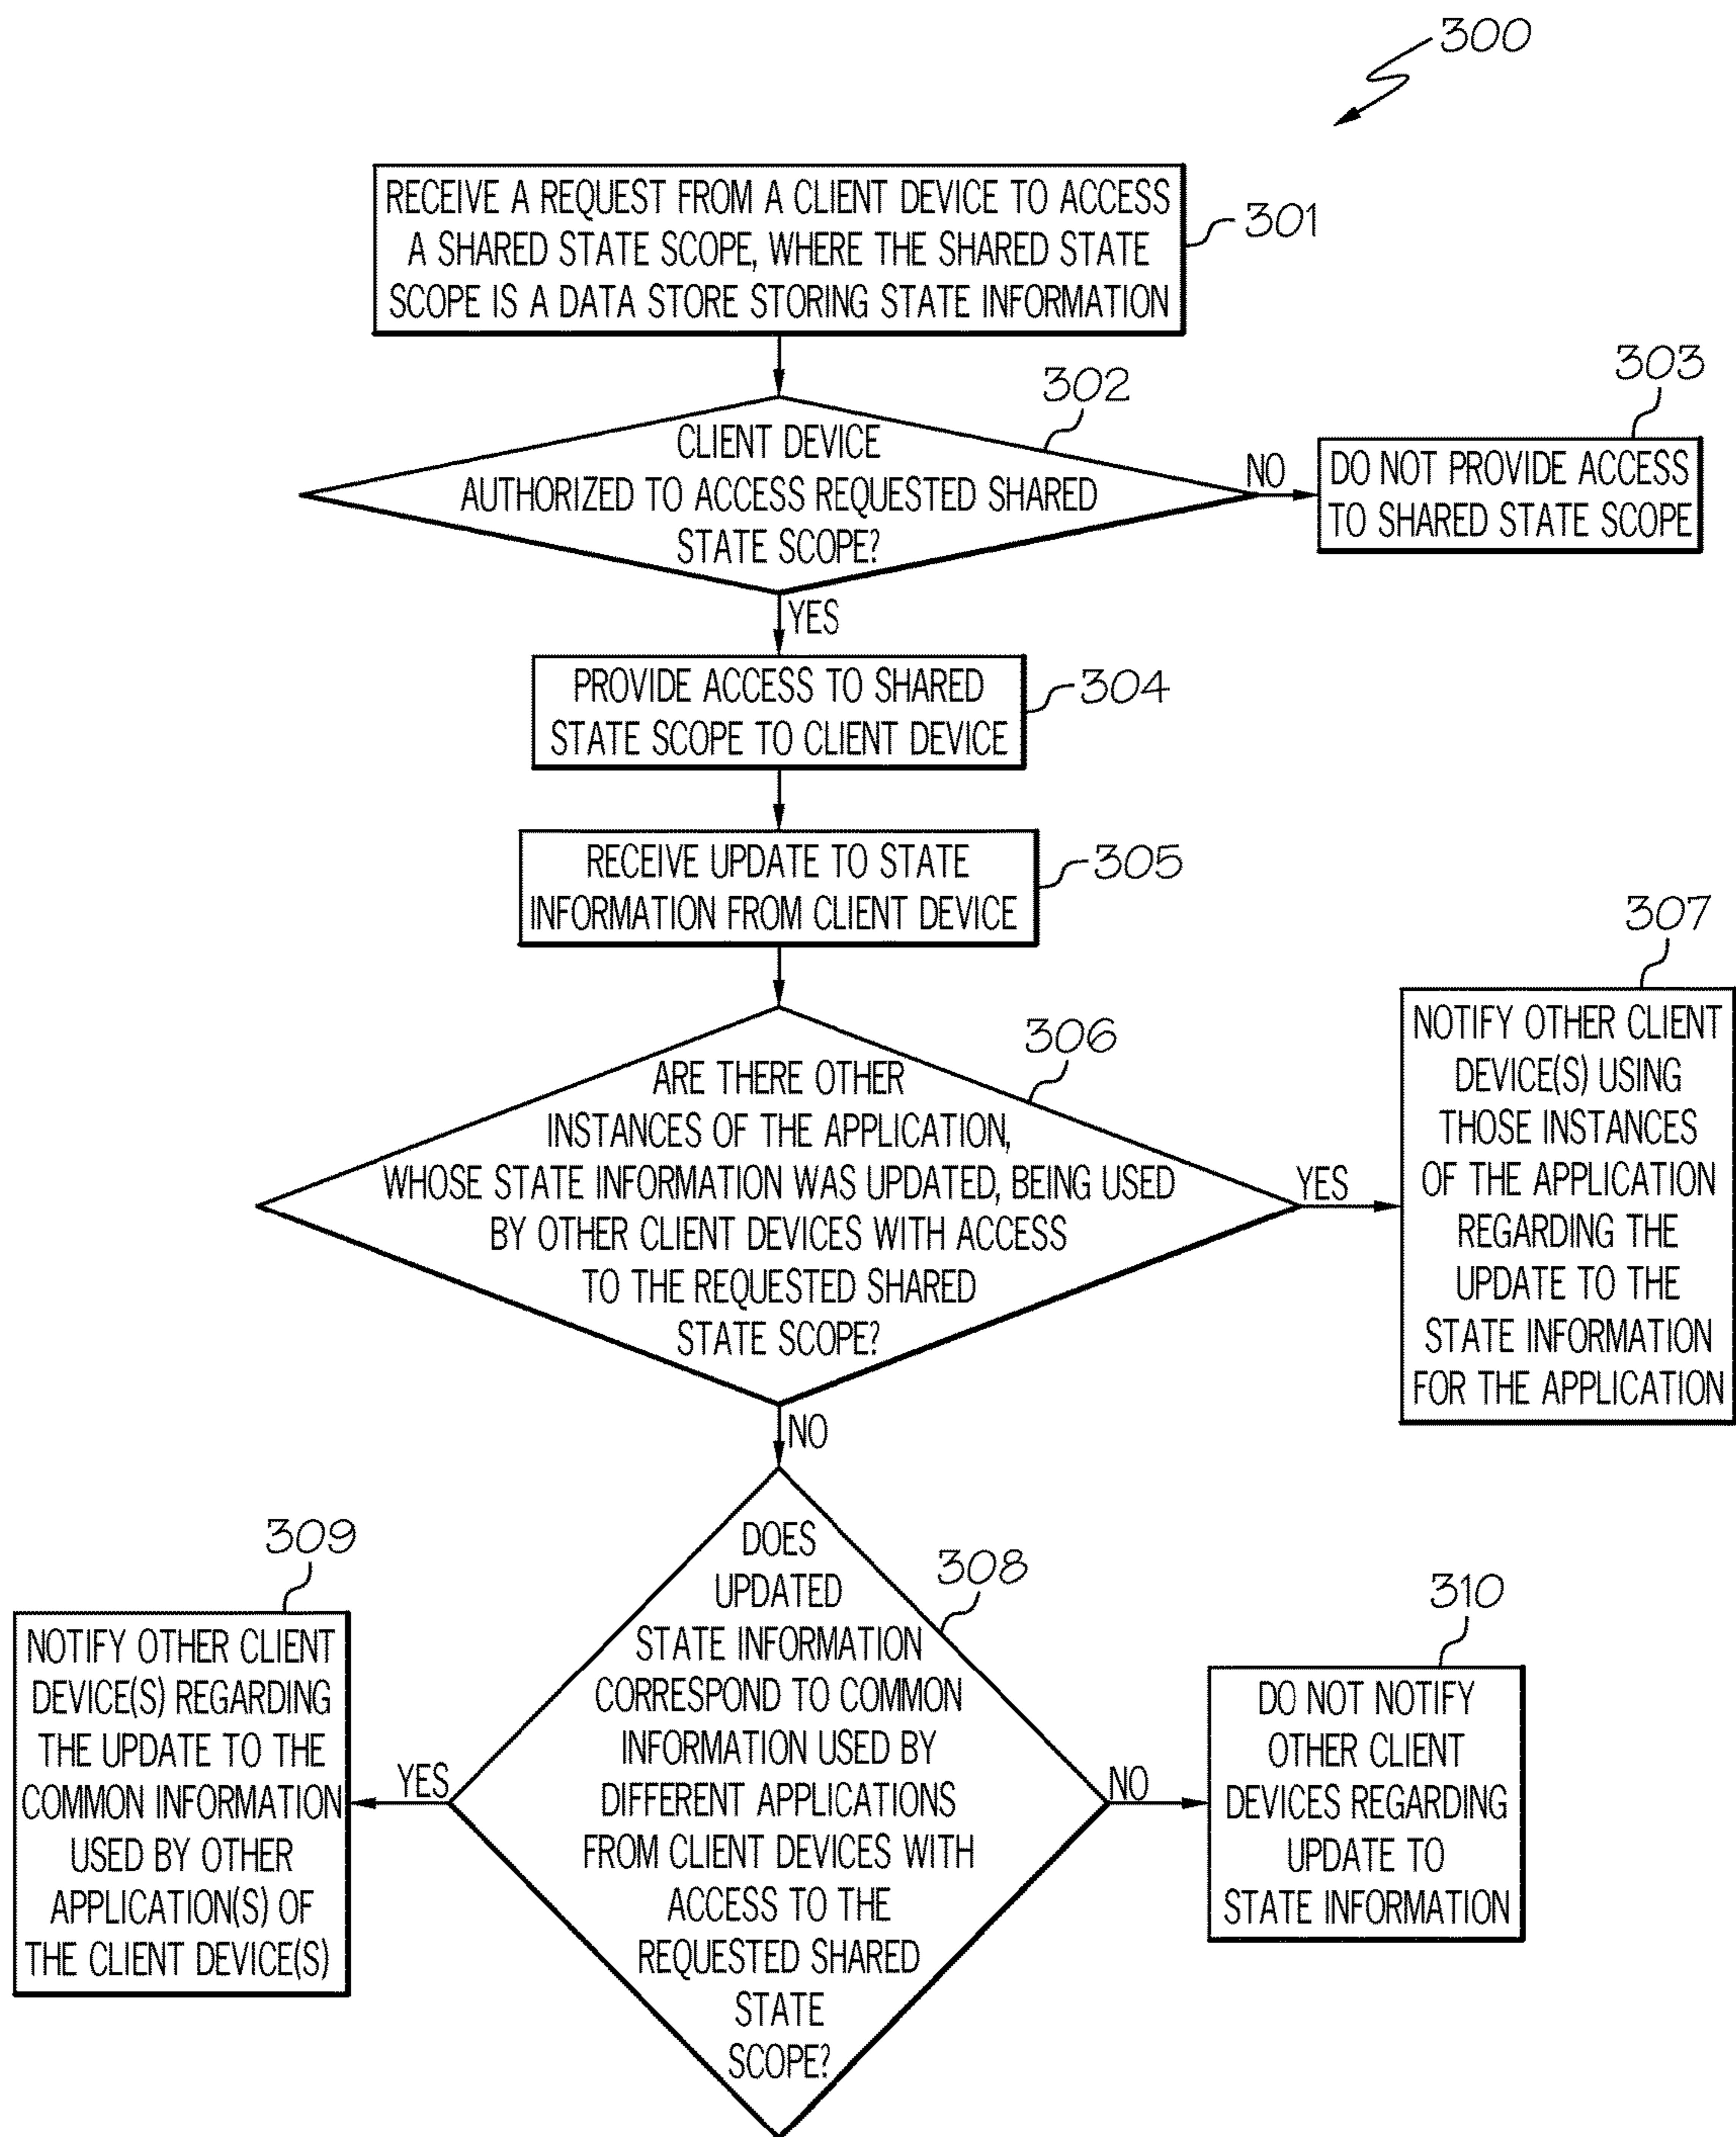 300
RECEIVE A REQUEST FROM A CLIENT DEVICE TO ACCESS
A SHARED STATE SCOPE, WHERE THE SHARED STATE
SCOPE IS A DATA STORE STORING STATE INFORMATION
301
302
CLIENT DEVICE
AUTHORIZED TO ACCESS REQUESTED SHARED
STATE SCOPE?
NO
303
DO NOT PROVIDE ACCESS
TO SHARED STATE SCOPE
YES
PROVIDE ACCESS TO SHARED
STATE SCOPE TO CLIENT DEVICE
304
RECEIVE UPDATE TO STATE
INFORMATION FROM CLIENT DEVICE
305
306
ARE THERE OTHER
INSTANCES OF THE APPLICATION,
WHOSE STATE INFORMATION WAS UPDATED, BEING USED
BY OTHER CLIENT DEVICES WITH ACCESS
TO THE REQUESTED SHARED
STATE SCOPE?
YES
307
NOTIFY OTHER CLIENT
DEVICE(S) USING
THOSE INSTANCES
OF THE APPLICATION
REGARDING THE
UPDATE TO THE
STATE INFORMATION
FOR THE APPLICATION
NO
308
DOES
UPDATED
STATE INFORMATION
CORRESPOND TO COMMON
INFORMATION USED BY
DIFFERENT APPLICATIONS
FROM CLIENT DEVICES WITH
ACCESS TO THE
REQUESTED SHARED
STATE
SCOPE?
YES
309
NOTIFY OTHER CLIENT
DEVICE(S) REGARDING
THE UPDATE TO THE
COMMON INFORMATION
USED BY OTHER
APPLICATION(S) OF
THE CLIENT DEVICE(S)
NO
310
DO NOT NOTIFY
OTHER CLIENT
DEVICES REGARDING
UPDATE TO
STATE INFORMATION